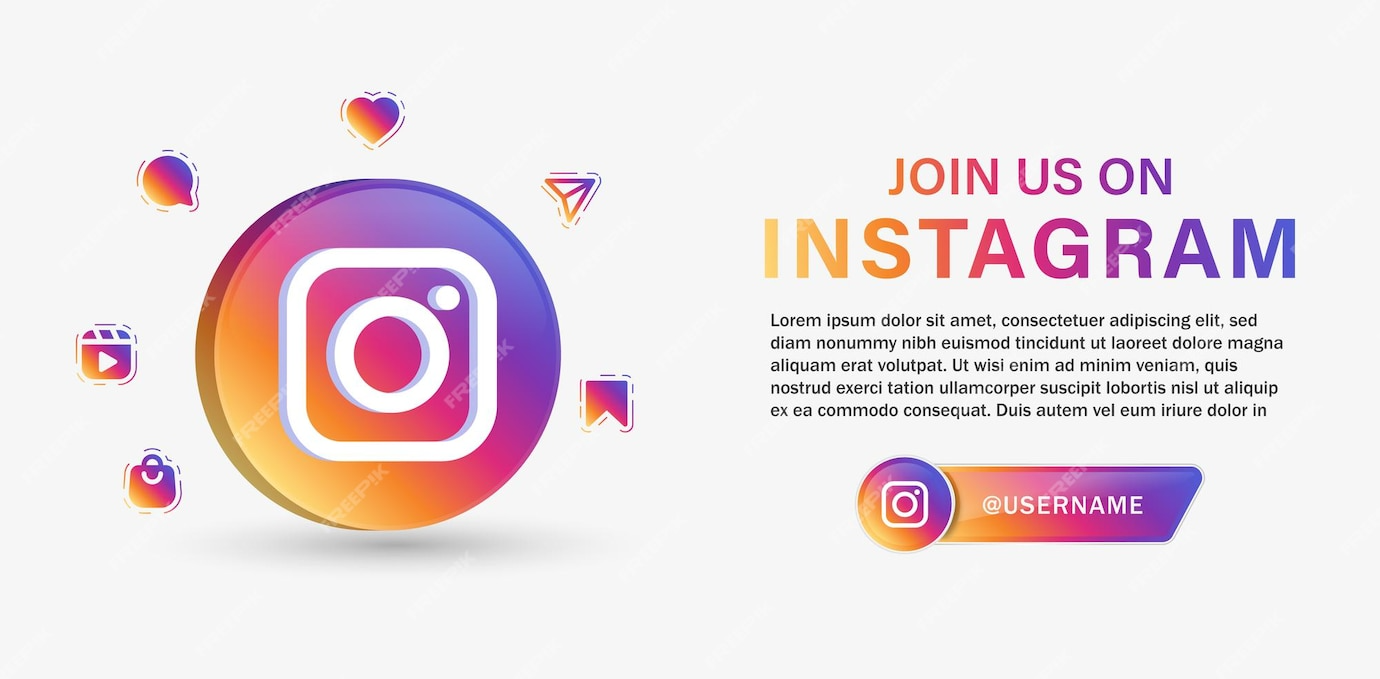 JOIN US ON
INSTAGRAM
Lorem ipsum dolor sit amet, consectetuer adipiscing elit, sed
diam nonummy nibh euismod tincidunt ut laoreet dolore magna
aliquam erat volutpat. Ut wisi enim ad minim veniam, quis
nostrud exerci tation ullamcorper suscipit lobortis nisl ut aliquip
ex ea commodo consequat. Duis autem vel eum iriure dolor in
@USERNAME
FREEPIK